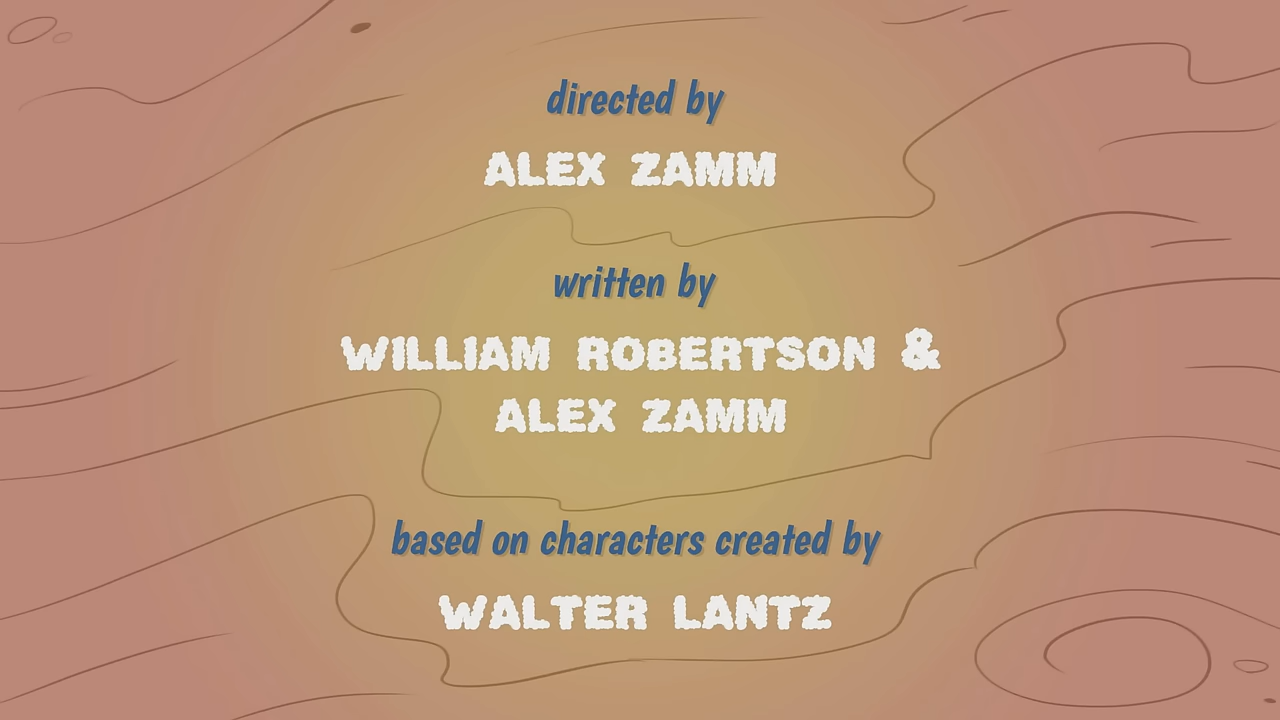 directed by
ALEX ZAMM
written by
WILLIAM ROBERTSON &
ALEX ZAMM
based on characters created by
WALTER LANTZ